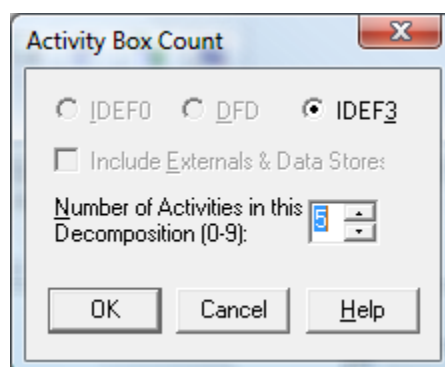 Activity Box Count
IDEF0 DFD IDEF3
Include Externals & Data Stores
Number of Activities in this
Decomposition (0-9):
5
OK Cancel Help